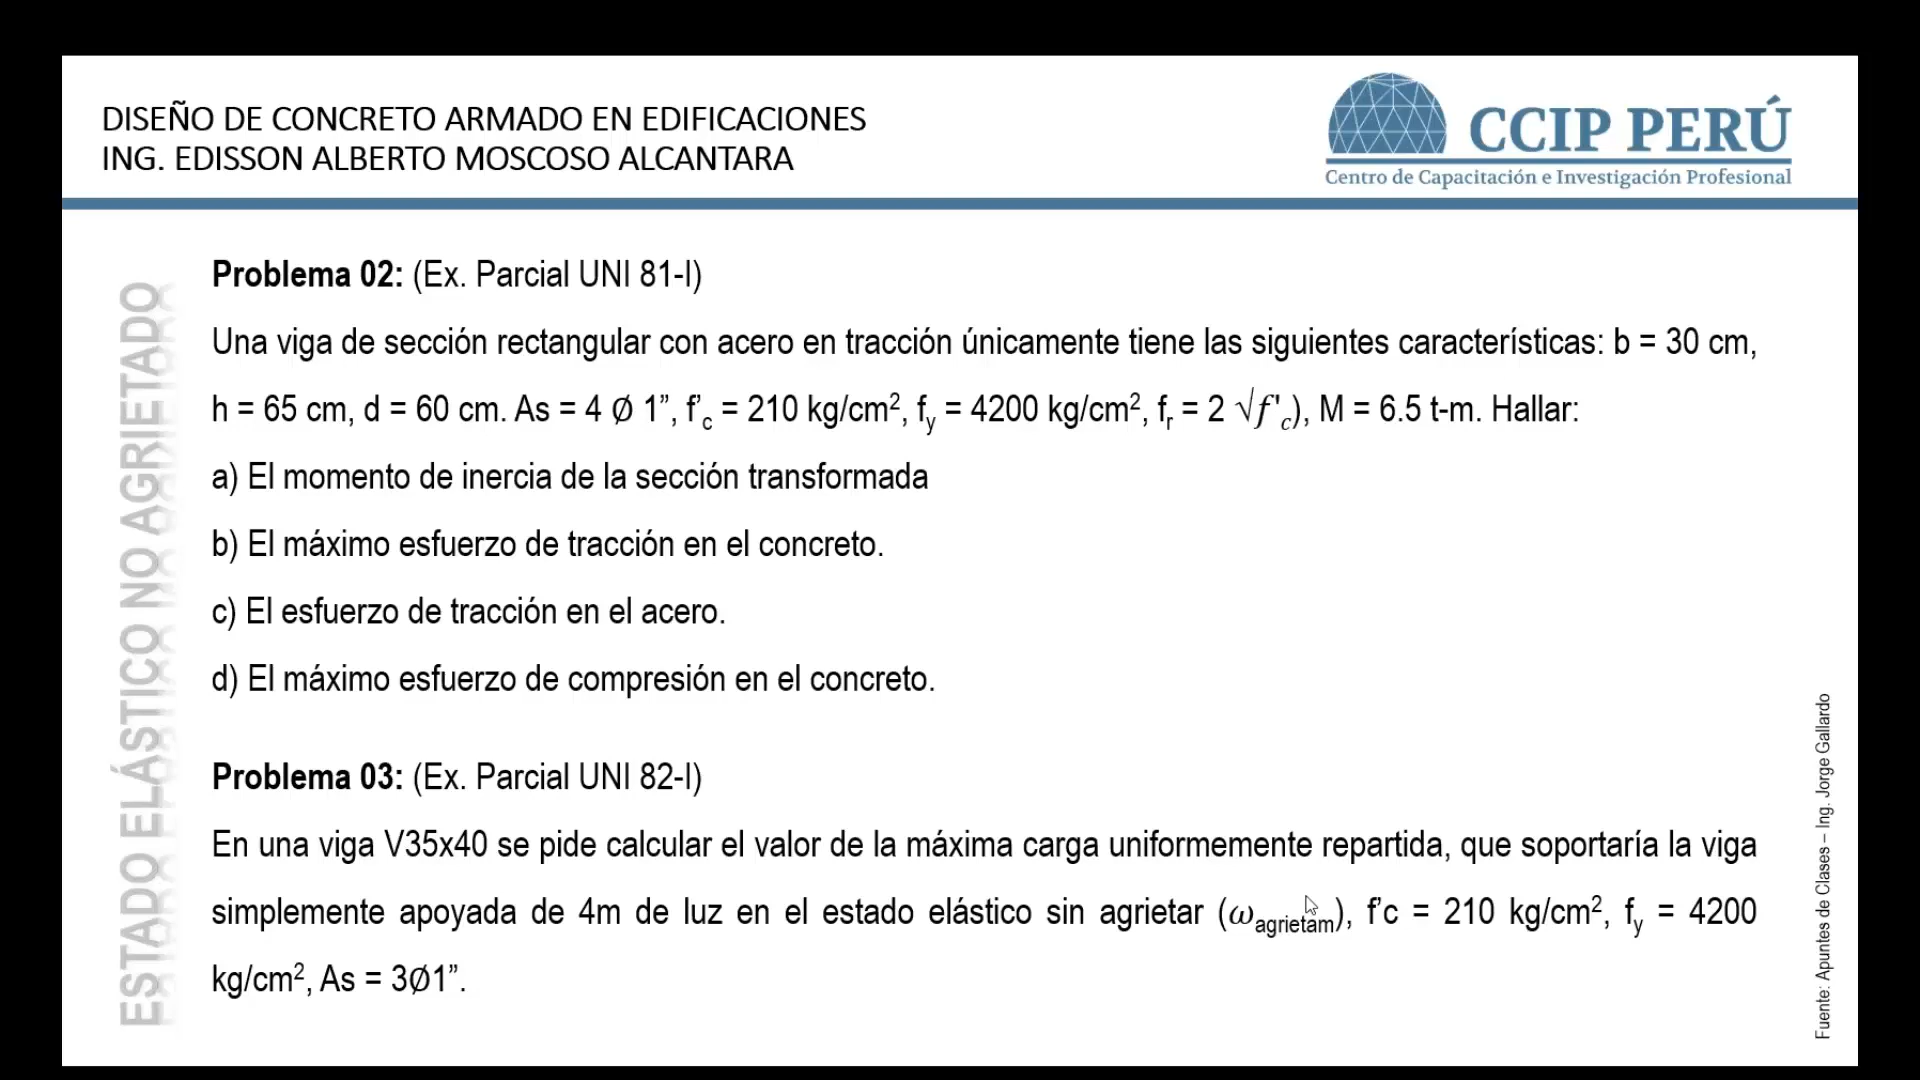 DISEÑO DE CONCRETO ARMADO EN EDIFICACIONES
ING. EDISSON ALBERTO MOSCOSO ALCANTARA
CCIP PERÚ
Centro de Capacitación e Investigación Profesional
ESTADO ELÁSTICO NO AGRIETADO
Problema 02: (Ex. Parcial UNI 81-I)
Una viga de sección rectangular con acero en tracción únicamente tiene las siguientes características: b = 30 cm,
h = 65 cm, d = 60 cm. As = 4 Ø 1”, f’c = 210 kg/cm², fy = 4200 kg/cm², fr = 2 √f'c), M = 6.5 t-m. Hallar:
a) El momento de inercia de la sección transformada
b) El máximo esfuerzo de tracción en el concreto.
c) El esfuerzo de tracción en el acero.
d) El máximo esfuerzo de compresión en el concreto.
Problema 03: (Ex. Parcial UNI 82-I)
En una viga V35x40 se pide calcular el valor de la máxima carga uniformemente repartida, que soportaría la viga
simplemente apoyada de 4m de luz en el estado elástico sin agrietar (ωagrietam), f’c = 210 kg/cm², fy = 4200
kg/cm², As = 3Ø1”.
Fuente: Apuntes de Clases – Ing. Jorge Gallardo